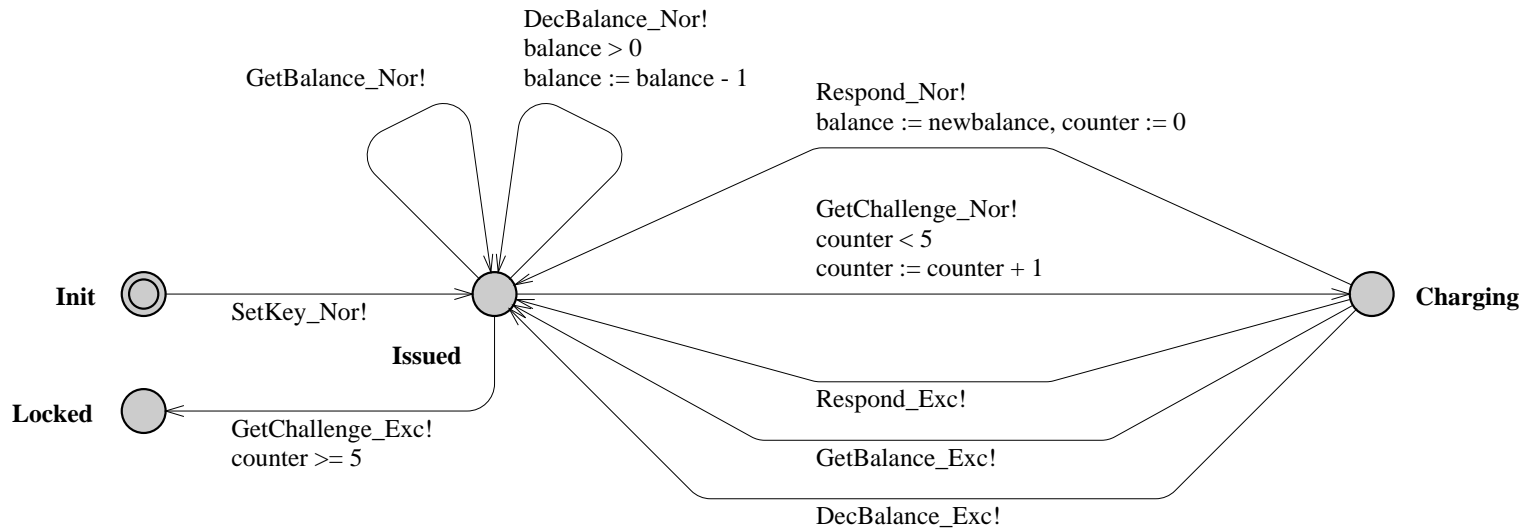 DecBalance_Nor!
balance > 0
balance := balance - 1
GetBalance_Nor!
Respond_Nor!
balance := newbalance, counter := 0
GetChallenge_Nor!
counter < 5
counter := counter + 1
Init
SetKey_Nor!
Charging
Issued
Locked
GetChallenge_Exc!
counter >= 5
Respond_Exc!
GetBalance_Exc!
DecBalance_Exc!